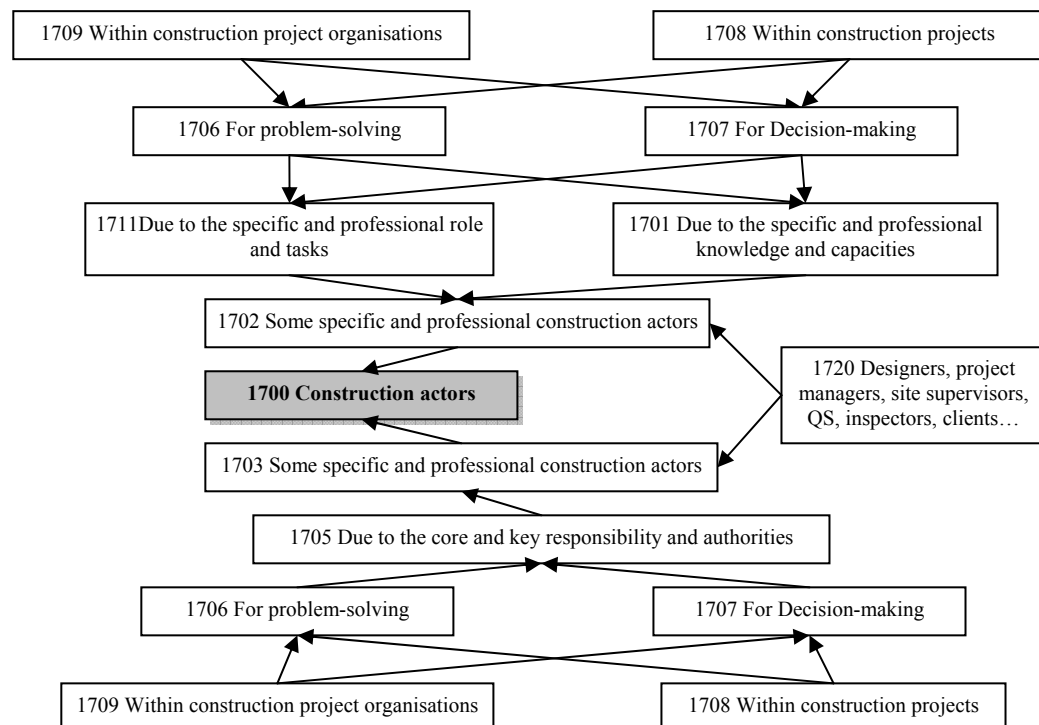 1709 Within construction project organisations
1708 Within construction projects
1706 For problem-solving
1707 For Decision-making
1711Due to the specific and professional role
and tasks
1701 Due to the specific and professional
knowledge and capacities
1702 Some specific and professional construction actors
1720 Designers, project
managers, site supervisors,
QS, inspectors, clients…
1700 Construction actors
1703 Some specific and professional construction actors
1705 Due to the core and key responsibility and authorities
1706 For problem-solving
1707 For Decision-making
1709 Within construction project organisations
1708 Within construction projects